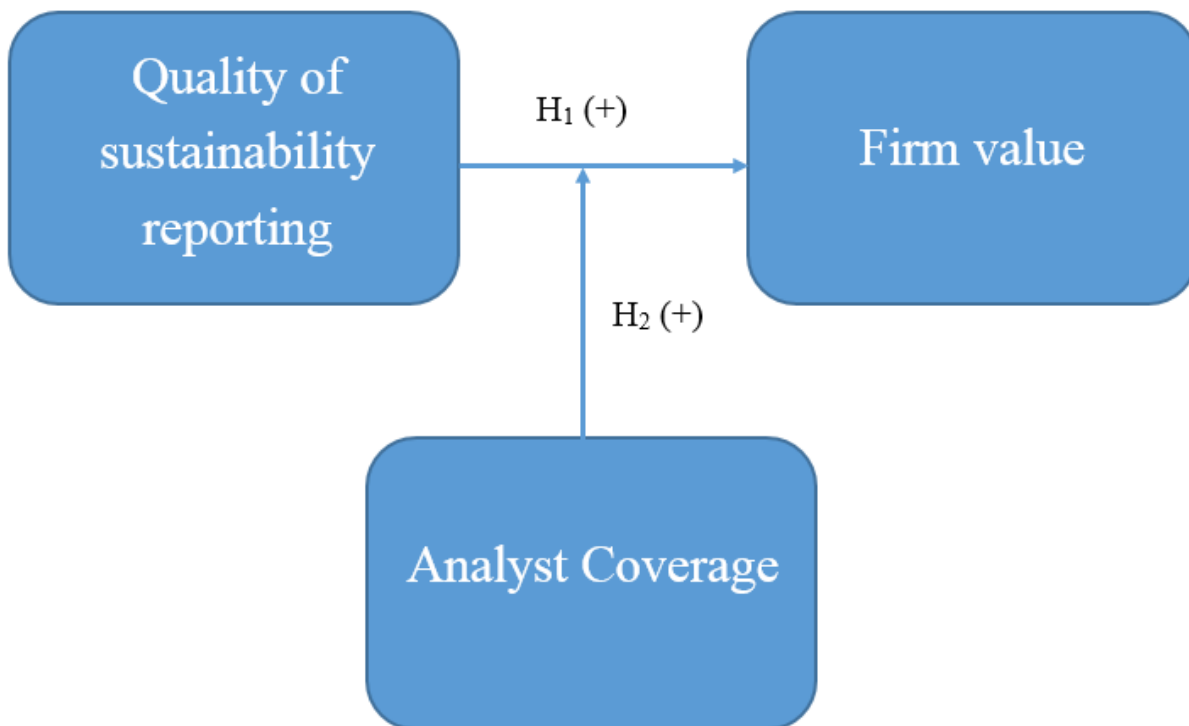 Quality of
sustainability
reporting
H₁ (+)
Firm value
H₂ (+)
Analyst Coverage